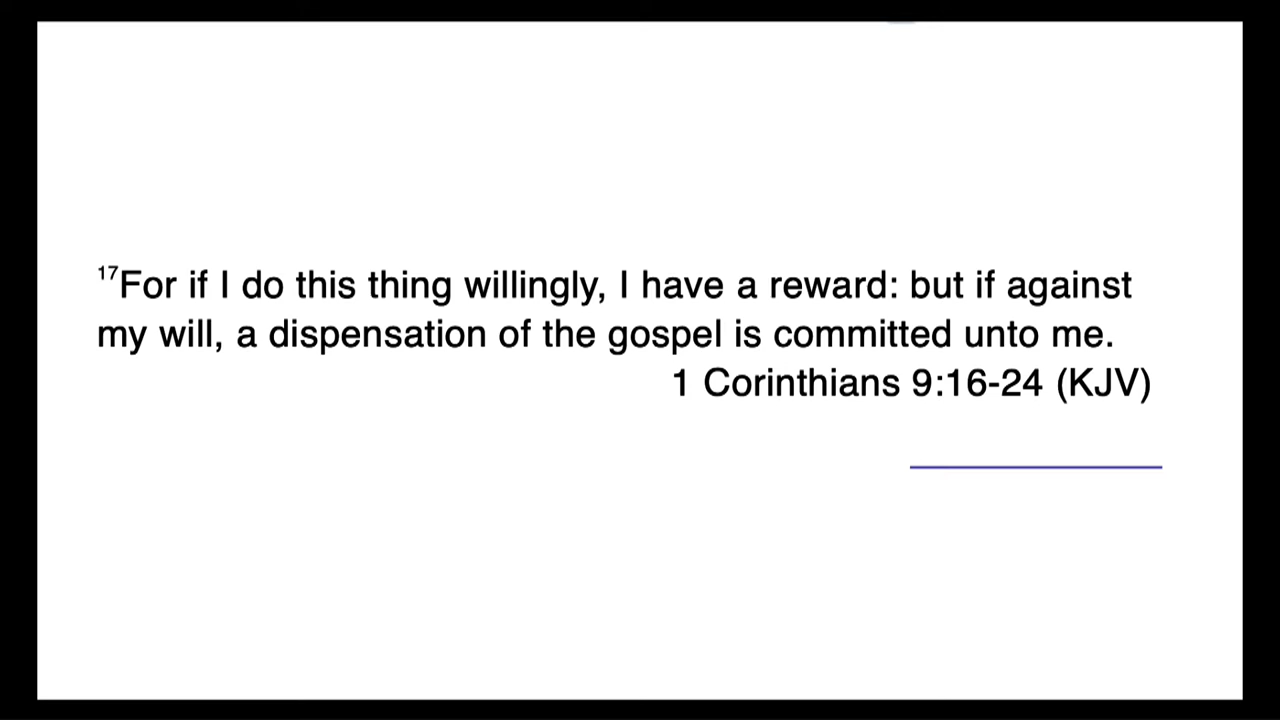 17For if I do this thing willingly, I have a reward: but if against
my will, a dispensation of the gospel is committed unto me.
1 Corinthians 9:16-24 (KJV)